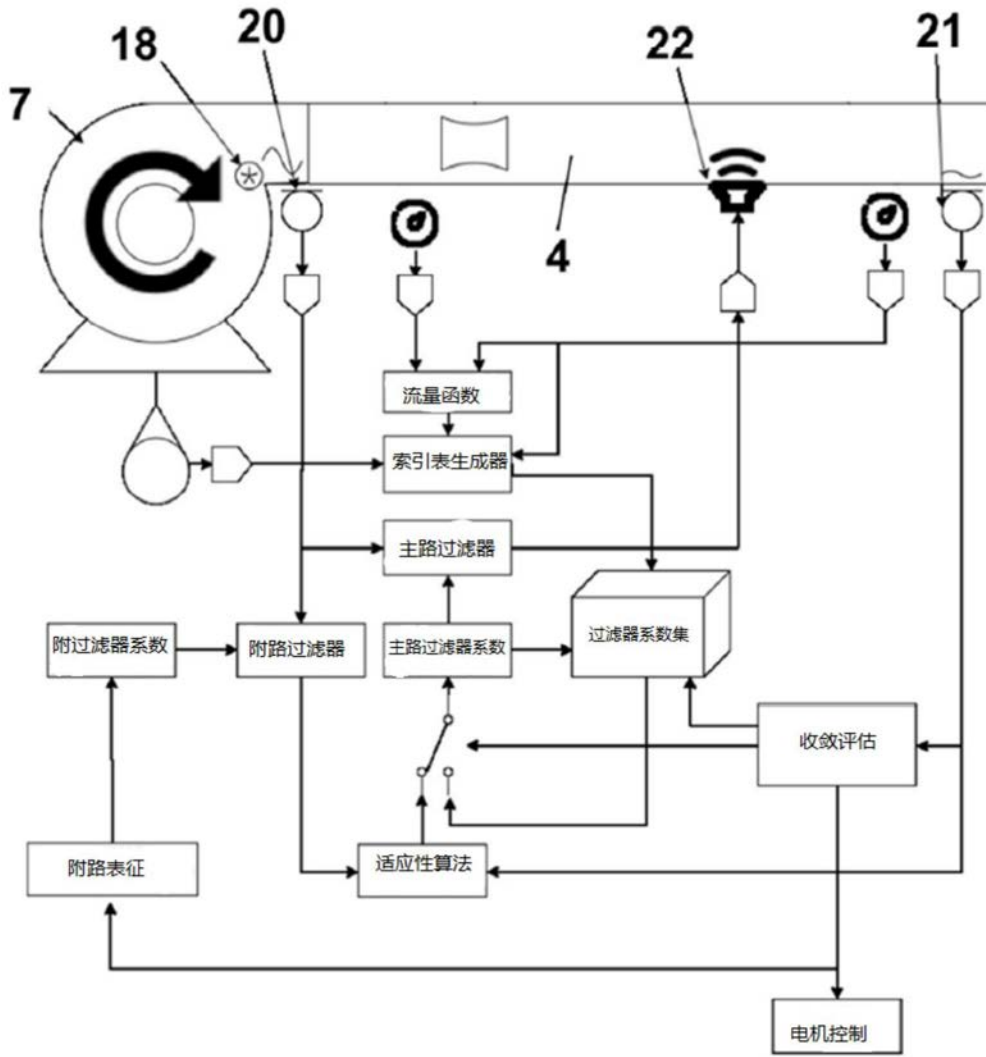 18
20
22
21
7
4
流量函数
索引表生成器
主路过滤器
附过滤器系数
附路过滤器
主路过滤器系数
过滤器系数集
收敛评估
附路表征
适应性算法
电机控制